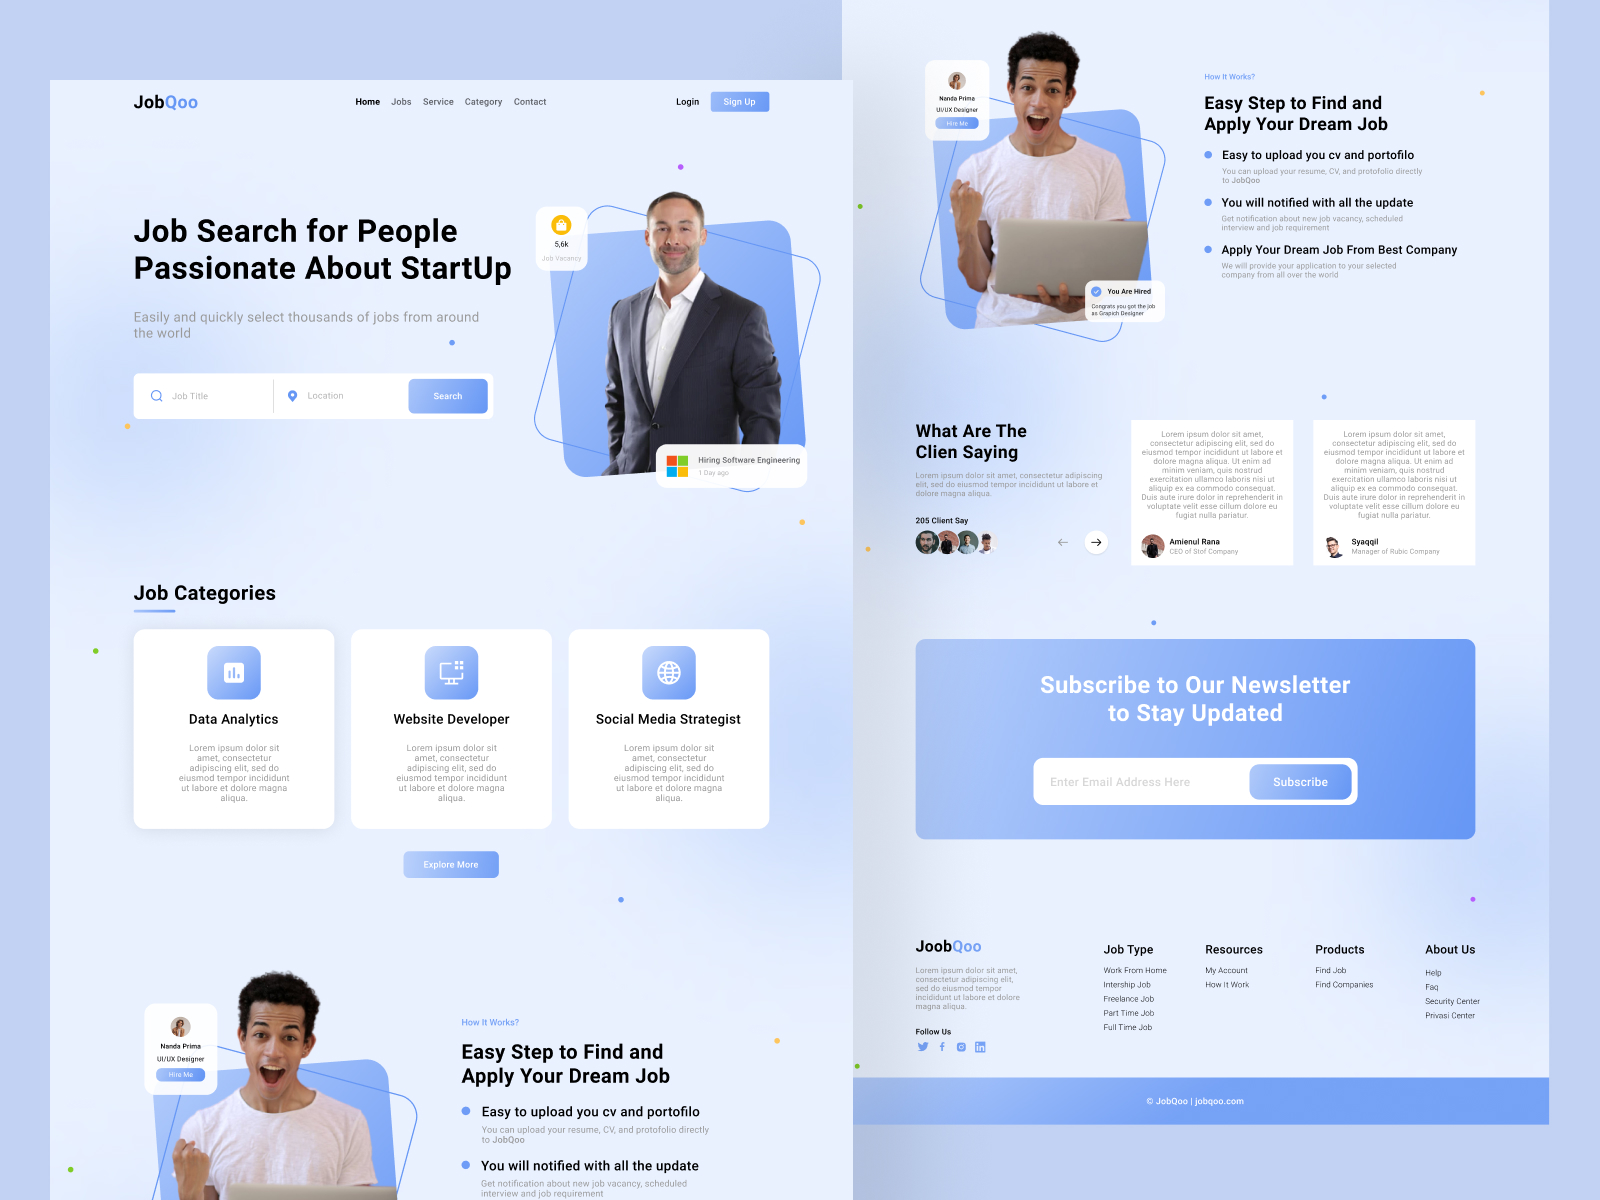 JobQoo
Home Jobs Service Category Contact
Login Sign Up
Job Search for People
Passionate About StartUp
Easily and quickly select thousands of jobs from around
the world
Job Title Location Search
5,6k
Job Vacancy
Hiring Software Engineering
1 Day ago
Job Categories
Data Analytics
Lorem ipsum dolor sit
amet, consectetur
adipiscing elit, sed do
eiusmod tempor incididunt
ut labore et dolore magna
aliqua.
Website Developer
Lorem ipsum dolor sit
amet, consectetur
adipiscing elit, sed do
eiusmod tempor incididunt
ut labore et dolore magna
aliqua.
Social Media Strategist
Lorem ipsum dolor sit
amet, consectetur
adipiscing elit, sed do
eiusmod tempor incididunt
ut labore et dolore magna
aliqua.
Explore More
Nanda Prima
UI/UX Designer
Hire Me
How It Works?
Easy Step to Find and
Apply Your Dream Job
Easy to upload you cv and portofilo
You can upload your resume, CV, and protofolio directly
to JobQoo
You will notified with all the update
Get notification about new job vacancy, scheduled
interview and job requirement
Nanda Prima
UI/UX Designer
Hire Me
You Are Hired
Congrats you got the job
as Grapich Designer
How It Works?
Easy Step to Find and
Apply Your Dream Job
Easy to upload you cv and portofilo
You can upload your resume, CV, and protofolio directly
to JobQoo
You will notified with all the update
Get notification about new job vacancy, scheduled
interview and job requirement
Apply Your Dream Job From Best Company
We will provide your application to your selected
company from all over the world
What Are The
Clien Saying
Lorem ipsum dolor sit amet, consectetur adipiscing
elit, sed do eiusmod tempor incididunt ut labore et
dolore magna aliqua.
205 Client Say
Lorem ipsum dolor sit amet,
consectetur adipiscing elit, sed do
eiusmod tempor incididunt ut labore et
dolore magna aliqua. Ut enim ad
minim veniam, quis nostrud
exercitation ullamco laboris nisi ut
aliquip ex ea commodo consequat.
Duis aute irure dolor in reprehenderit in
voluptate velit esse cillum dolore eu
fugiat nulla pariatur.
Amienul Rana
CEO of Stof Company
Lorem ipsum dolor sit amet,
consectetur adipiscing elit, sed do
eiusmod tempor incididunt ut labore et
dolore magna aliqua. Ut enim ad
minim veniam, quis nostrud
exercitation ullamco laboris nisi ut
aliquip ex ea commodo consequat.
Duis aute irure dolor in reprehenderit in
voluptate velit esse cillum dolore eu
fugiat nulla pariatur.
Syaqqil
Manager of Rubic Company
Subscribe to Our Newsletter
to Stay Updated
Enter Email Address Here Subscribe
JoobQoo
Lorem ipsum dolor sit amet,
consectetur adipiscing elit,
sed do eiusmod tempor
incididunt ut labore et dolore
magna aliqua.
Follow Us
Job Type
Work From Home
Intership Job
Freelance Job
Part Time Job
Full Time Job
Resources
My Account
How It Work
Products
Find Job
Find Companies
About Us
Help
Faq
Security Center
Privasi Center
© JobQoo | jobqoo.com